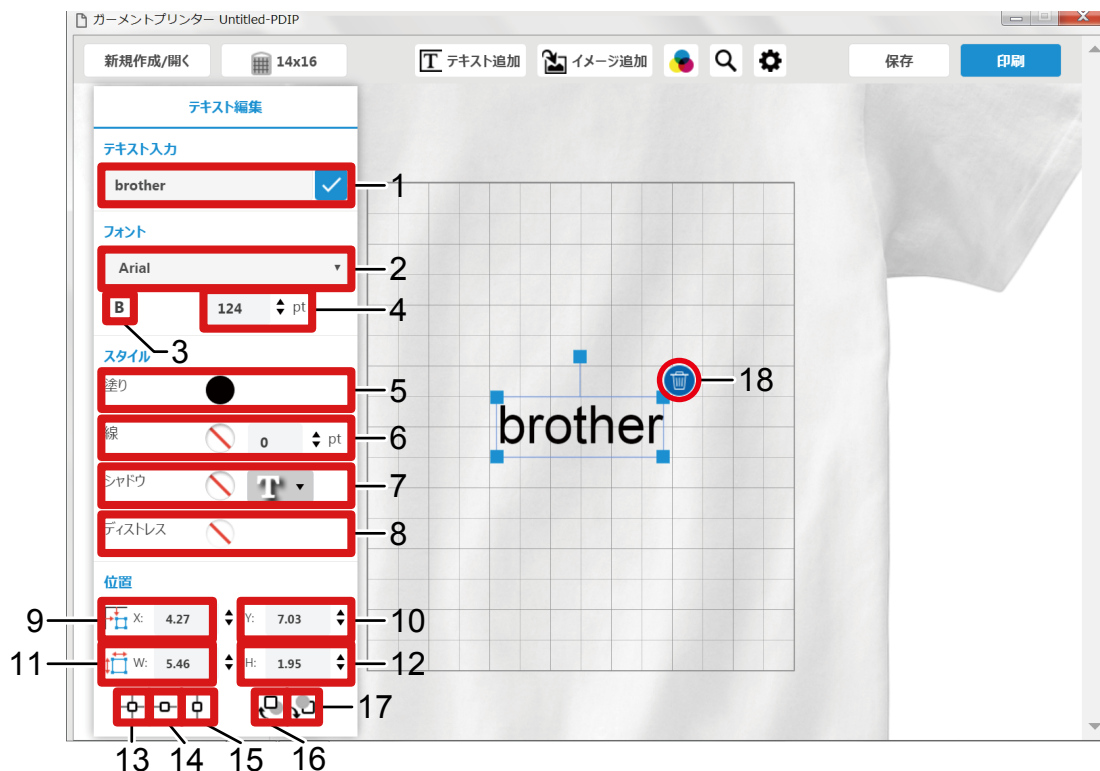 ガーメントプリンター Untitled-PDIP
新規作成/開く 14x16 テキスト追加 イメージ追加 保存 印刷
テキスト編集
テキスト入力
brother 1
フォント
Arial 2
B 124 pt 4
3
スタイル
塗り 5
線 0 pt 6
シャドウ T 7
ディストレス 8
位置
9 X: 4.27 Y: 7.03 10
11 W: 5.46 H: 1.95 12
13 14 15 16 17
brother 18